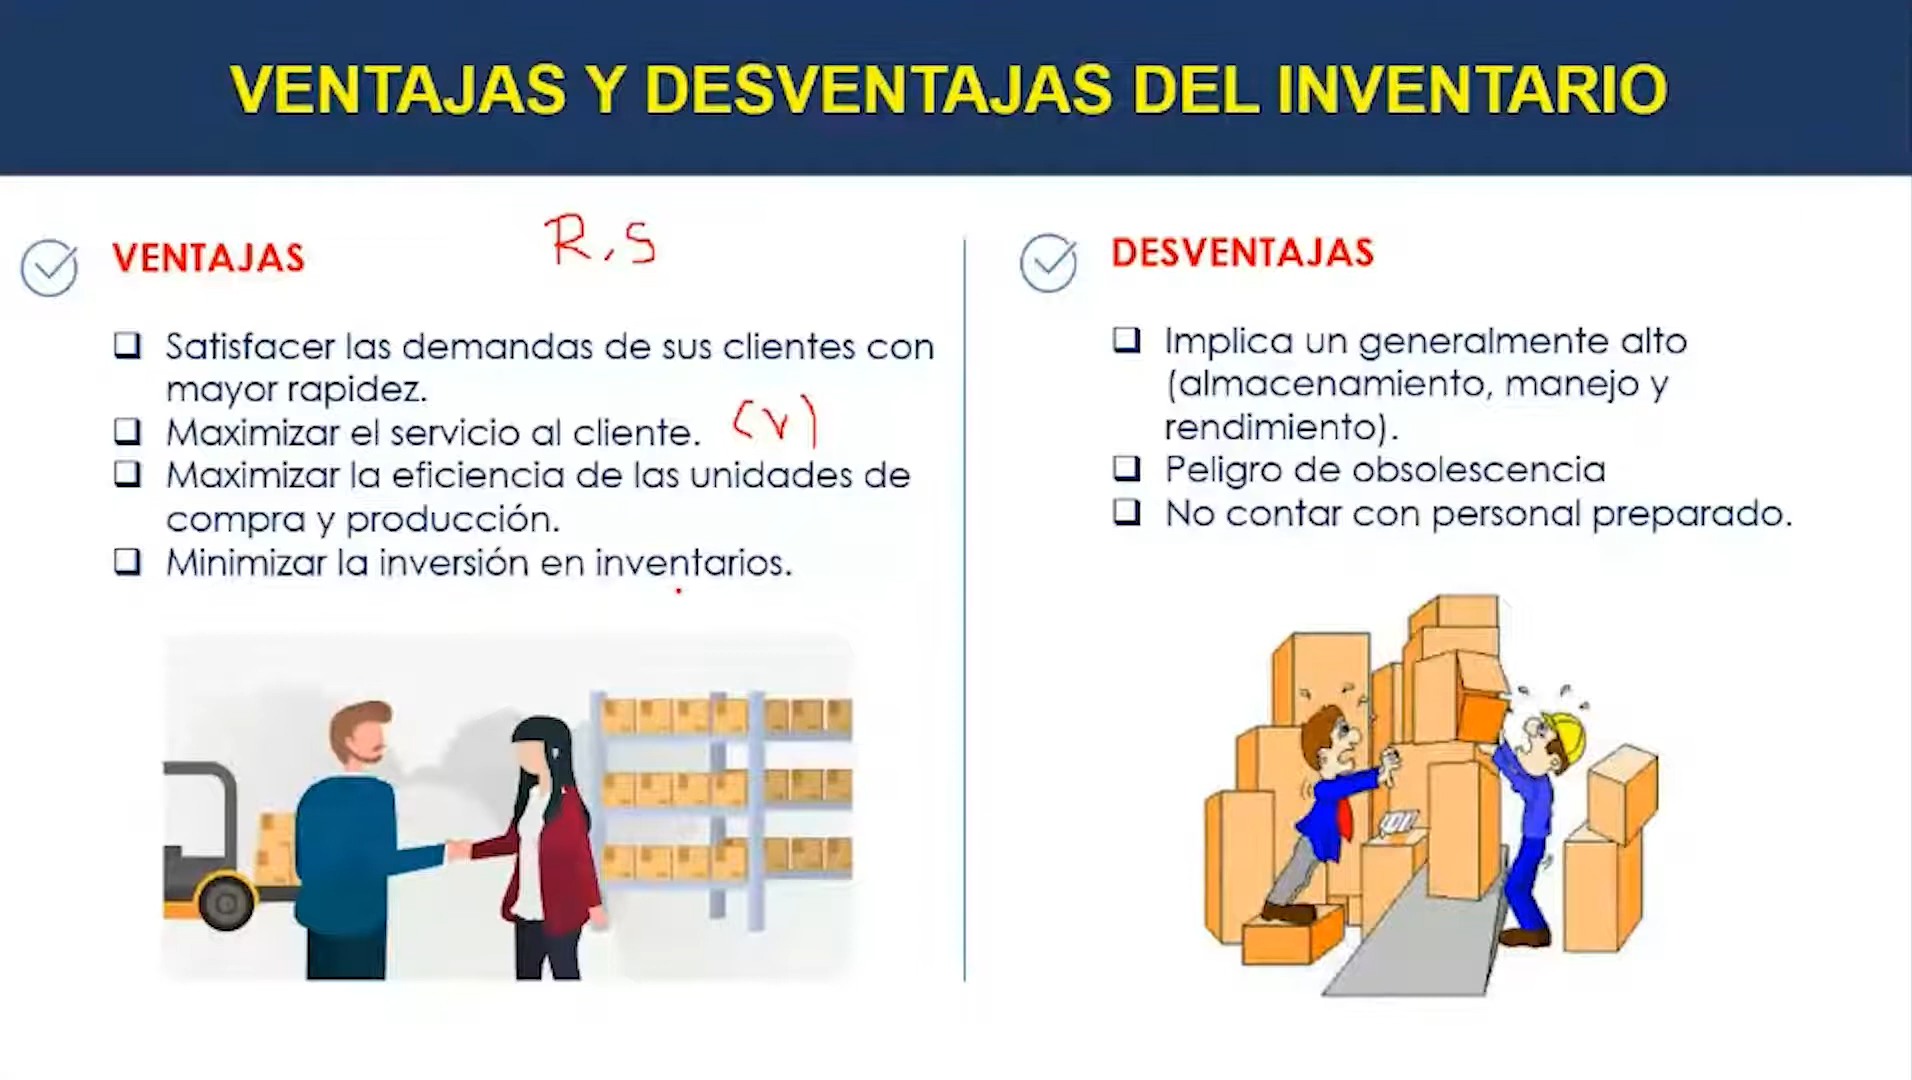 VENTAJAS Y DESVENTAJAS DEL INVENTARIO
VENTAJAS
R,S
Satisfacer las demandas de sus clientes con
mayor rapidez.
Maximizar el servicio al cliente. (v)
Maximizar la eficiencia de las unidades de
compra y producción.
Minimizar la inversión en inventarios.
DESVENTAJAS
Implica un generalmente alto
(almacenamiento, manejo y
rendimiento).
Peligro de obsolescencia
No contar con personal preparado.